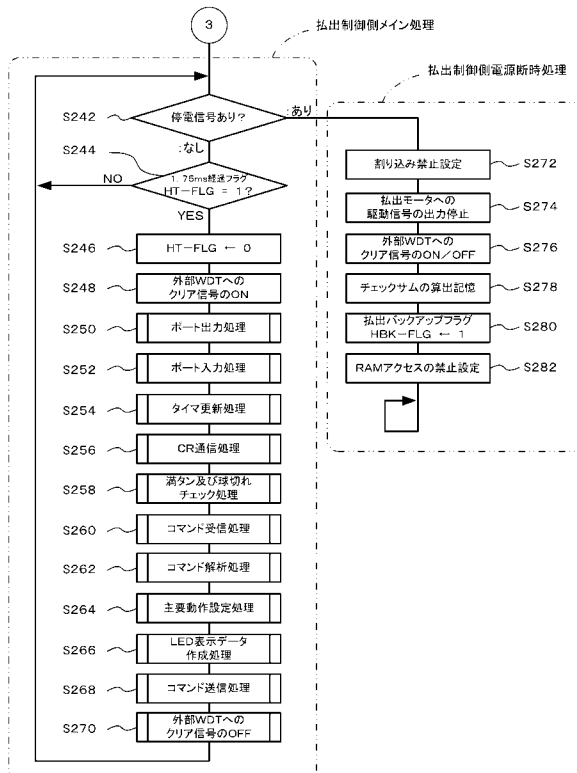 3
払出制御側メイン処理
払出制御側電源断時処理
S242
停電信号あり?
:あり
:なし
S244
1.75ms経過フラグ
HT-FLG = 1?
NO
YES
S246
HT-FLG ← 0
S248
外部WDTへの
クリア信号のON
S250
ポート出力処理
S252
ポート入力処理
S254
タイマ更新処理
S256
CR通信処理
S258
満タン及び球切れ
チェック処理
S260
コマンド受信処理
S262
コマンド解析処理
S264
主要動作設定処理
S266
LED表示データ
作成処理
S268
コマンド送信処理
S270
外部WDTへの
クリア信号のOFF
割り込み禁止設定
S272
払出モータへの
駆動信号の出力停止
S274
外部WDTへの
クリア信号のON/OFF
S276
チェックサムの算出記憶
S278
払出バックアップフラグ
HBK-FLG ← 1
S280
RAMアクセスの禁止設定
S282